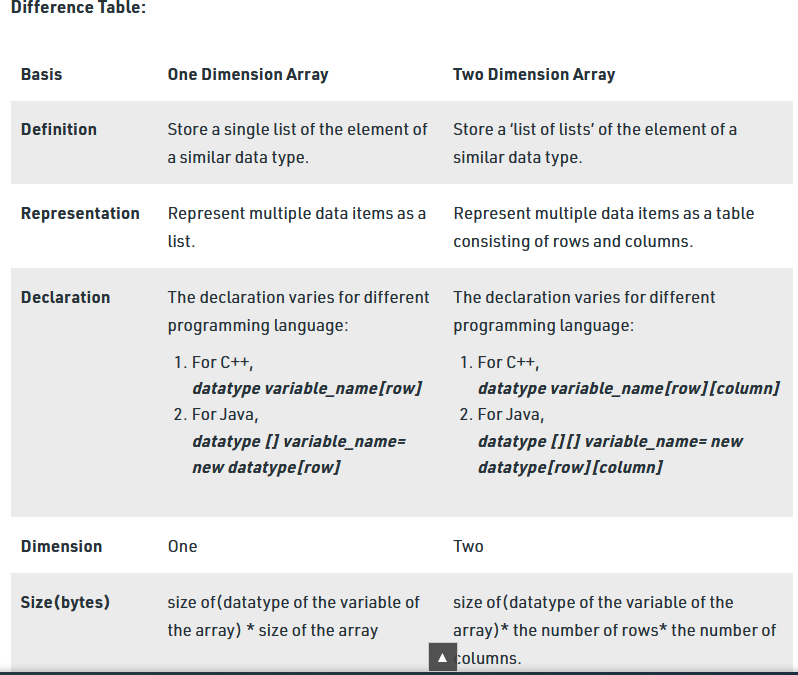 Difference Table:
Basis One Dimension Array Two Dimension Array
Definition Store a single list of the element of a similar data type. Store a ‘list of lists’ of the element of a similar data type.
Representation Represent multiple data items as a list. Represent multiple data items as a table consisting of rows and columns.
Declaration
The declaration varies for different
programming language:
1. For C++,
datatype variable_name[row]
2. For Java,
datatype [] variable_name=
new datatype[row]
The declaration varies for different
programming language:
1. For C++,
datatype variable_name[row][column]
2. For Java,
datatype [][] variable_name= new
datatype[row][column]
Dimension One Two
Size(bytes)
size of(datatype of the variable of
the array) * size of the array
size of(datatype of the variable of the
array)* the number of rows* the number of
columns.